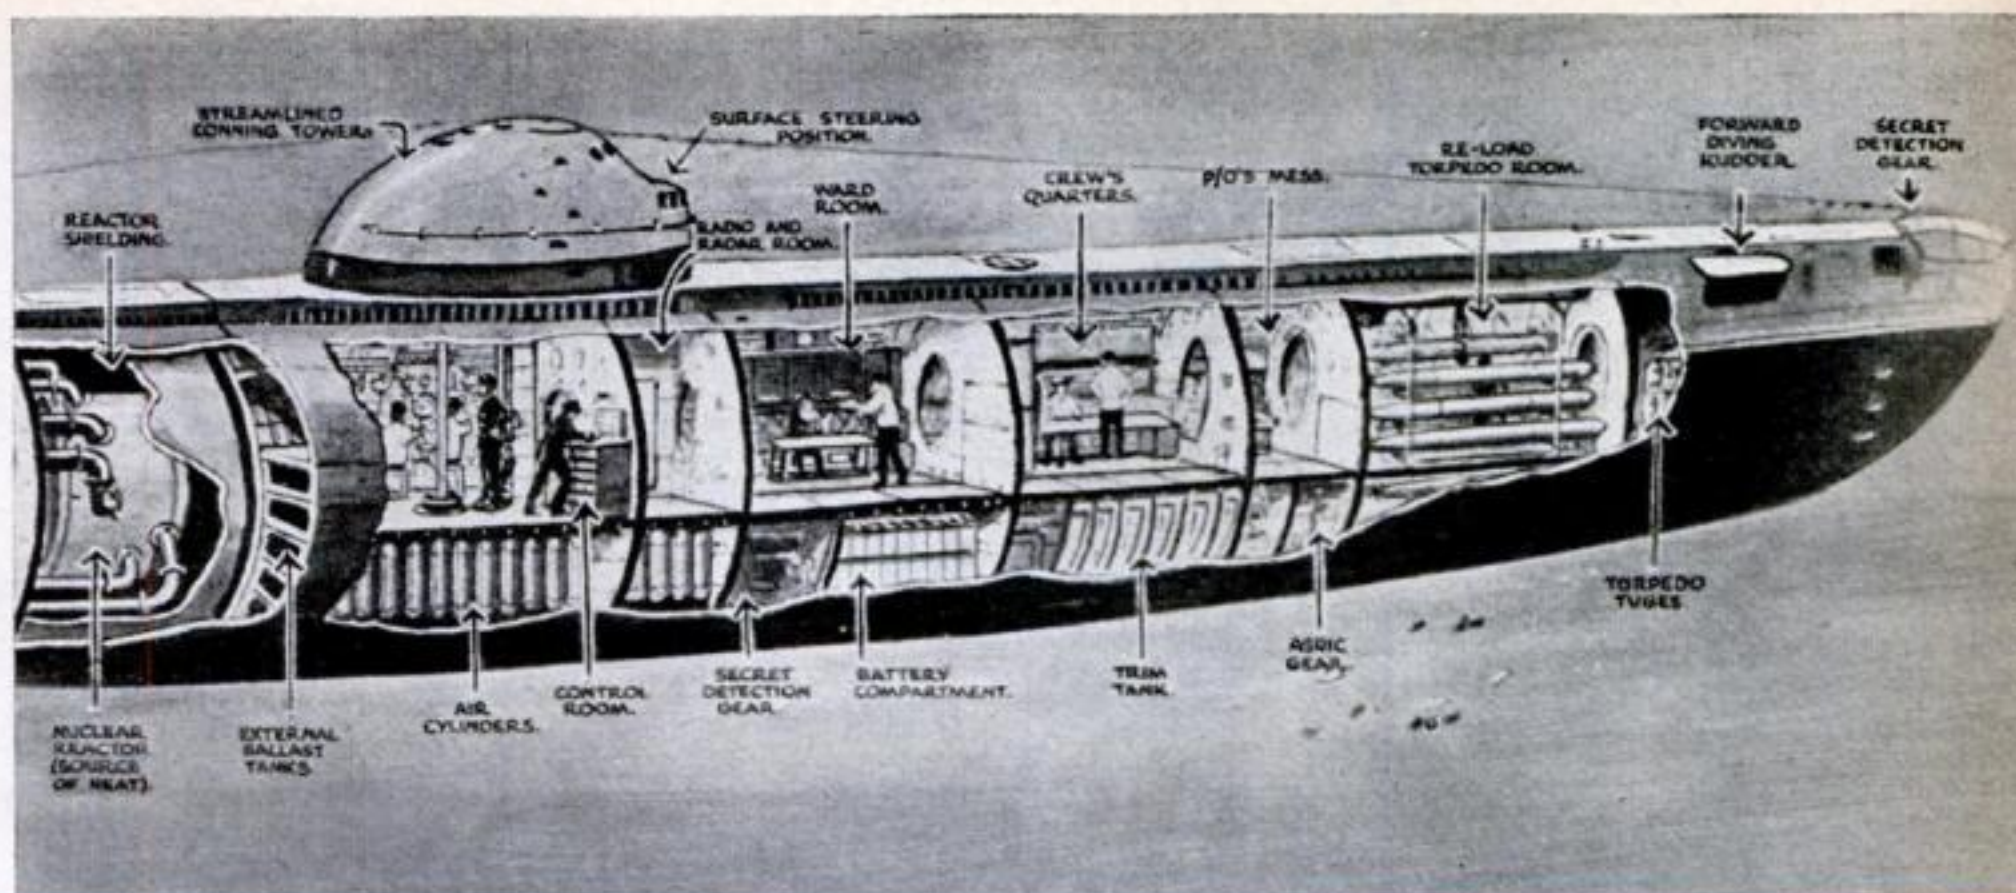 STREAMLINED
CONNING TOWER.
SURFACE STEERING
POSITION.
FORWARD
DIVING
RUDDER.
SECRET
DETECTION
GEAR.
RE-LOAD
TORPEDO ROOM.
P/O'S MESS.
CREW'S
QUARTERS.
WARD
ROOM.
REACTOR
SHIELDING.
RADIO AND
RADAR ROOM.
TORPEDO
TUBES
ASDIC
GEAR.
TRIM
TANK.
BATTERY
COMPARTMENT.
SECRET
DETECTION
GEAR
CONTROL
ROOM.
AIR
CYLINDERS.
EXTERNAL
BALLAST
TANKS
NUCLEAR
REACTOR
(SOURCE
OF HEAT).